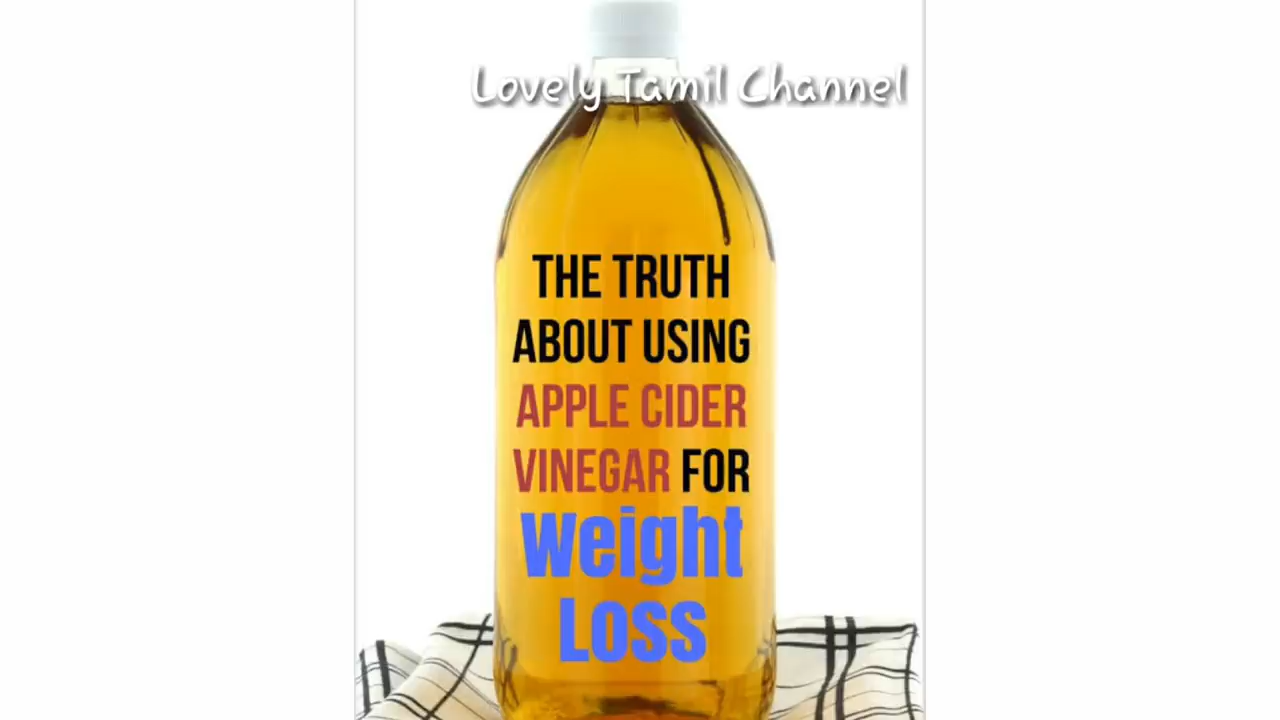 Lovely Tamil Channel
THE TRUTH
ABOUT USING
APPLE CIDER
VINEGAR FOR
Weight
Loss